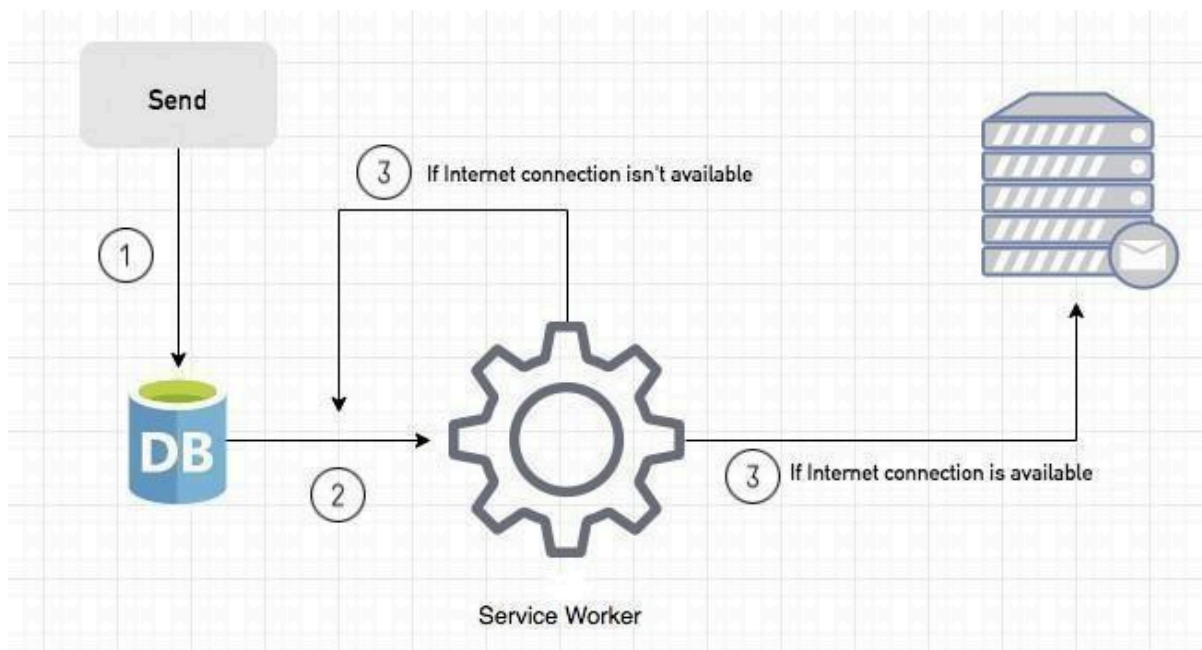 Send
3 If Internet connection isn't available
1
DB
2
3 If Internet connection is available
Service Worker